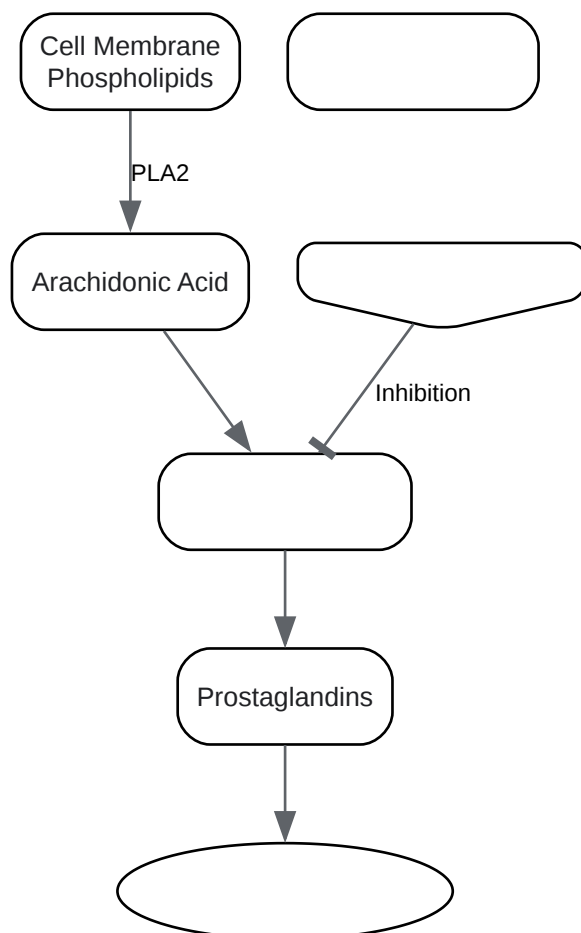 Cell Membrane
Phospholipids
PLA2
Arachidonic Acid
Inhibition
Prostaglandins